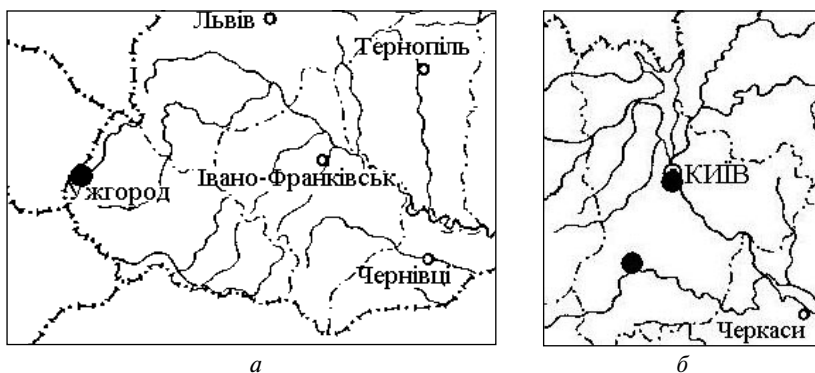 Львів
Тернопіль
Івано-Франківськ
Ужгород
Чернівці
КИЇВ
Черкаси
а
б